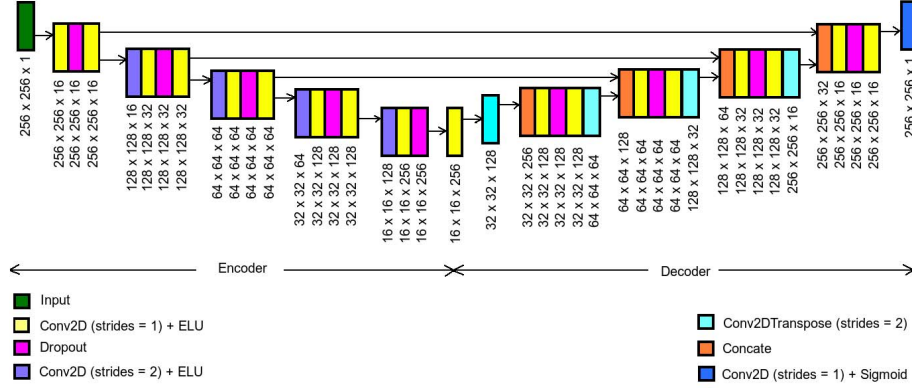 256 x 256 x 1
256 x 256 x 16
256 x 256 x 16
256 x 256 x 16
128 x 128 x 16
128 x 128 x 32
128 x 128 x 32
128 x 128 x 32
64 x 64 x 64
64 x 64 x 64
64 x 64 x 64
64 x 64 x 64
32 x 32 x 64
32 x 32 x 128
32 x 32 x 128
32 x 32 x 128
16 x 16 x 128
16 x 16 x 256
16 x 16 x 256
16 x 16 x 256
32 x 32 x 128
32 x 32 x 256
32 x 32 x 128
32 x 32 x 128
32 x 32 x 128
64 x 64 x 64
64 x 64 x 128
64 x 64 x 64
64 x 64 x 64
64 x 64 x 64
128 x 128 x 32
128 x 128 x 64
128 x 128 x 32
128 x 128 x 32
128 x 128 x 32
256 x 256 x 16
256 x 256 x 32
256 x 256 x 16
256 x 256 x 16
256 x 256 x 16
256 x 256 x 1
Encoder
Decoder
Input
Conv2D (strides = 1) + ELU
Dropout
Conv2D (strides = 2) + ELU
Conv2DTranspose (strides = 2)
Concate
Conv2D (strides = 1) + Sigmoid